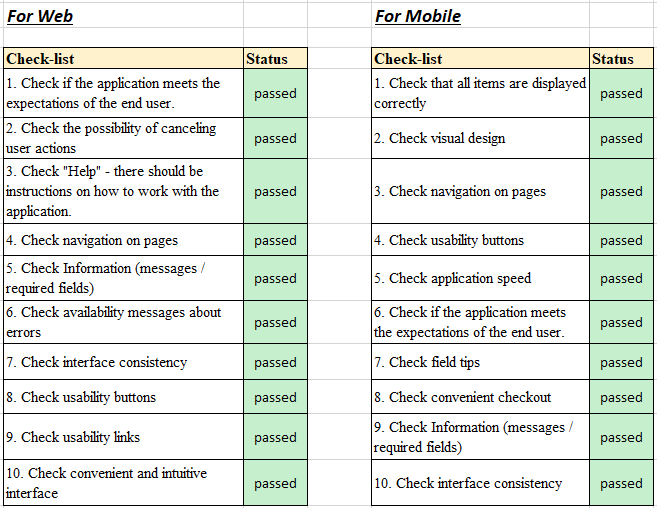 For Web
Check-list Status
1. Check if the application meets the
expectations of the end user.
passed
2. Check the possibility of canceling
user actions
passed
3. Check "Help" - there should be
instructions on how to work with the
application.
passed
4. Check navigation on pages passed
5. Check Information (messages /
required fields)
passed
6. Check availability messages about
errors
passed
7. Check interface consistency passed
8. Check usability buttons passed
9. Check usability links passed
10. Check convenient and intuitive
interface
passed
For Mobile
Check-list Status
1. Check that all items are displayed
correctly
passed
2. Check visual design passed
3. Check navigation on pages passed
4. Check usability buttons passed
5. Check application speed passed
6. Check if the application meets
the expectations of the end user.
passed
7. Check field tips passed
8. Check convenient checkout passed
9. Check Information (messages /
required fields)
passed
10. Check interface consistency passed